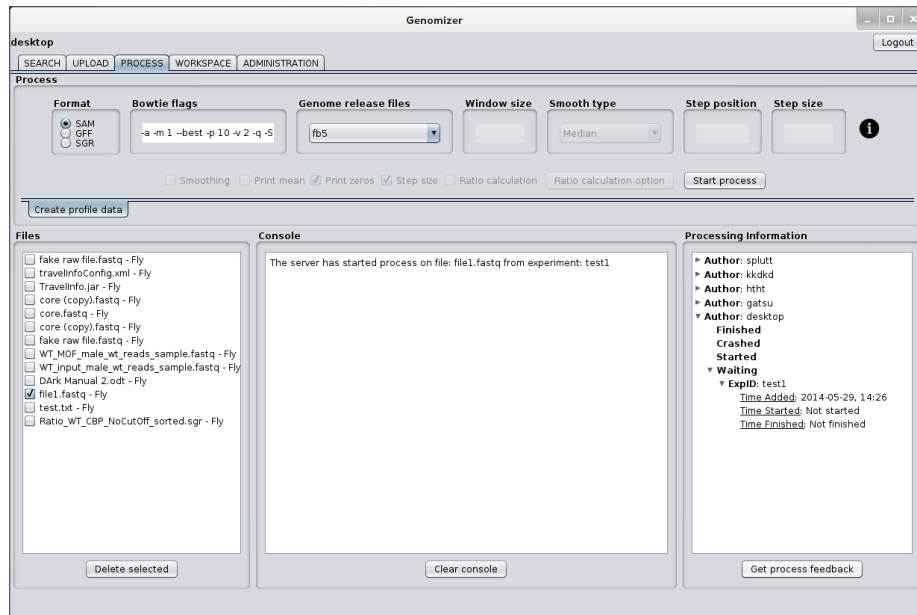 Genomizer
desktop
Logout
SEARCH UPLOAD PROCESS WORKSPACE ADMINISTRATION
Process
Format Bowtie flags Genome release files Window size Smooth type Step position Step size
SAM
GFF
SGR
-a -m 1 --best -p 10 -v 2 -q -S
fb5
Median
i
Smoothing Print mean Print zeros Step size Ratio calculation Ratio calculation option Start process
Create profile data
Files
fake raw file.fastq - Fly
travelInfoConfig.xml - Fly
TravelInfo.jar - Fly
core (copy).fastq - Fly
core.fastq - Fly
core (copy).fastq - Fly
fake raw file.fastq - Fly
WT_MOF_male_wt_reads_sample.fastq - Fly
WT_input_male_wt_reads_sample.fastq - Fly
DArk Manual 2.odt - Fly
file1.fastq - Fly
test.txt - Fly
Ratio_WT_CBP_NoCutOff_sorted.sgr - Fly
Delete selected
Console
The server has started process on file: file1.fastq from experiment: test1
Clear console
Processing Information
Author: splutt
Author: kkdkd
Author: htht
Author: gatsu
Author: desktop
Finished
Crashed
Started
Waiting
ExpID: test1
Time Added: 2014-05-29, 14:26
Time Started: Not started
Time Finished: Not finished
Get process feedback